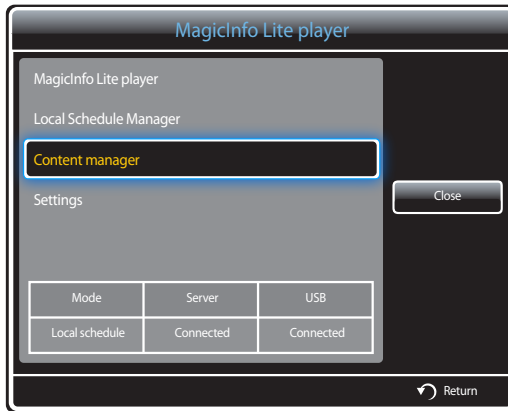 MagicInfo Lite player
MagicInfo Lite player
Local Schedule Manager
Content manager
Settings
Close
Mode Server USB
Local schedule Connected Connected
Return